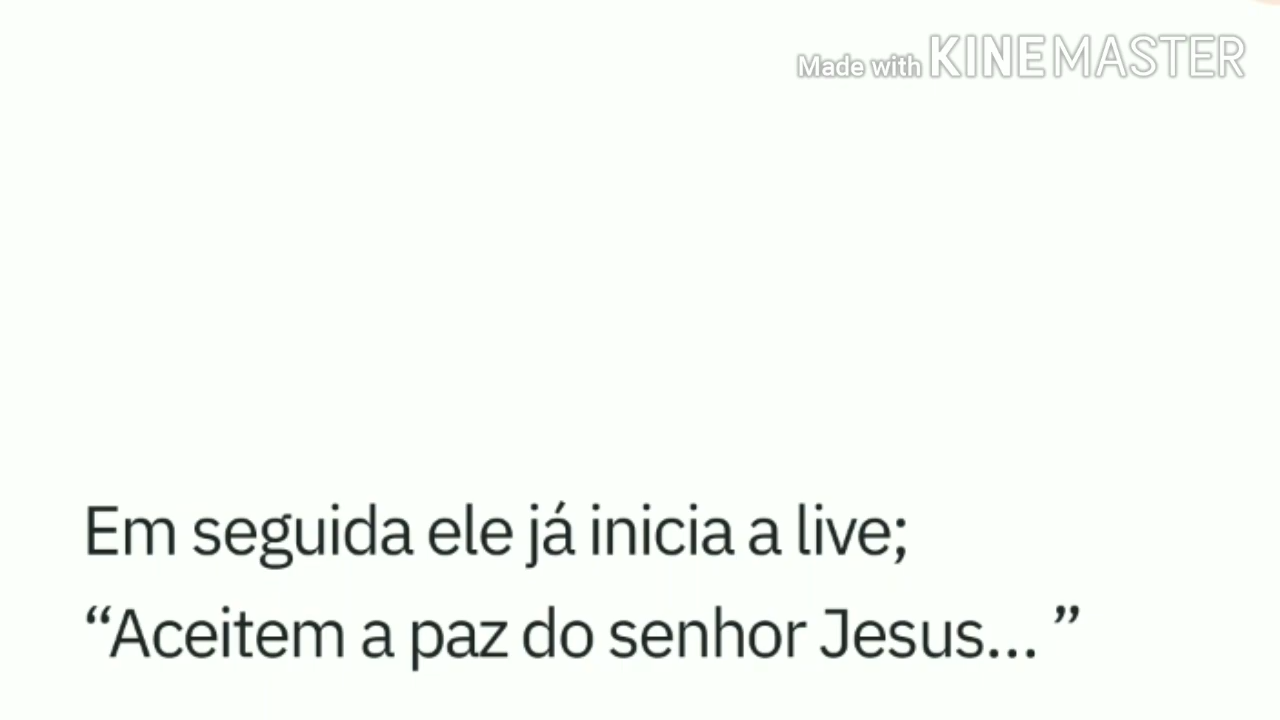 Made with KINEMASTER
Em seguida ele já inicia a live;
“Aceitem a paz do senhor Jesus... ”